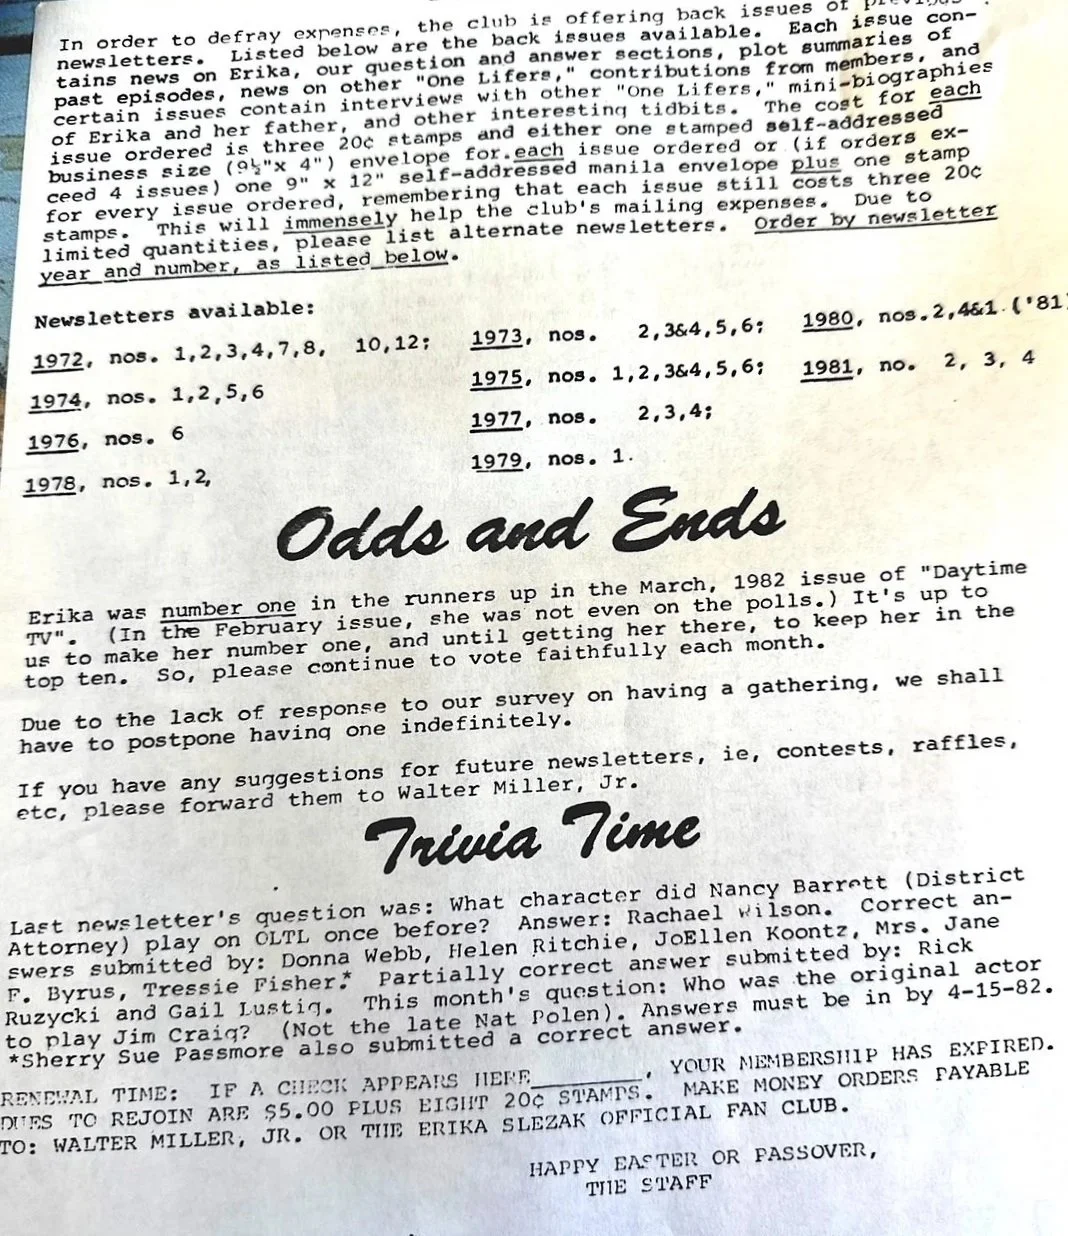 In order to defray expenses, the club is offering back issues of previous
newsletters. Listed below are the back issues available. Each issue con-
tains news on Erika, our question and answer sections, plot summaries of
past episodes, news on other "One Lifers," contributions from members, and
certain issues contain interviews with other "One Lifers," mini-biographies
of Erika and her father, and other interesting tidbits. The cost for each
issue ordered is three 20¢ stamps and either one stamped self-addressed
business size (9½"x 4") envelope for each issue ordered or (if orders ex-
ceed 4 issues) one 9" x 12" self-addressed manila envelope plus one stamp
for every issue ordered, remembering that each issue still costs three 20¢
stamps. This will immensely help the club's mailing expenses. Due to
limited quantities, please list alternate newsletters. Order by newsletter
year and number, as listed below.
Newsletters available:
1972, nos. 1,2,3,4,7,8, 10,12; 1973, nos. 2,3&4,5,6; 1980, nos.2,4&1.('81)
1974, nos. 1,2,5,6 1975, nos. 1,2,3&4,5,6; 1981, no. 2, 3, 4
1976, nos. 6 1977, nos. 2,3,4;
1978, nos. 1,2, 1979, nos. 1.
Odds and Ends
Erika was number one in the runners up in the March, 1982 issue of "Daytime
TV". (In the February issue, she was not even on the polls.) It's up to
us to make her number one, and until getting her there, to keep her in the
top ten. So, please continue to vote faithfully each month.
Due to the lack of response to our survey on having a gathering, we shall
have to postpone having one indefinitely.
If you have any suggestions for future newsletters, ie, contests, raffles,
etc, please forward them to Walter Miller, Jr.
Trivia Time
Last newsletter's question was: What character did Nancy Barrett (District
Attorney) play on OLTL once before? Answer: Rachael Wilson. Correct an-
swers submitted by: Donna Webb, Helen Ritchie, JoEllen Koontz, Mrs. Jane
F. Byrus, Tressie Fisher.* Partially correct answer submitted by: Rick
Ruzycki and Gail Lustig. This month's question: Who was the original actor
to play Jim Craig? (Not the late Nat Polen). Answers must be in by 4-15-82.
*Sherry Sue Passmore also submitted a correct answer.
RENEWAL TIME: IF A CHECK APPEARS HERE________, YOUR MEMBERSHIP HAS EXPIRED.
DUES TO REJOIN ARE $5.00 PLUS EIGHT 20¢ STAMPS. MAKE MONEY ORDERS PAYABLE
TO: WALTER MILLER, JR. OR THE ERIKA SLEZAK OFFICIAL FAN CLUB.
HAPPY EASTER OR PASSOVER,
THE STAFF